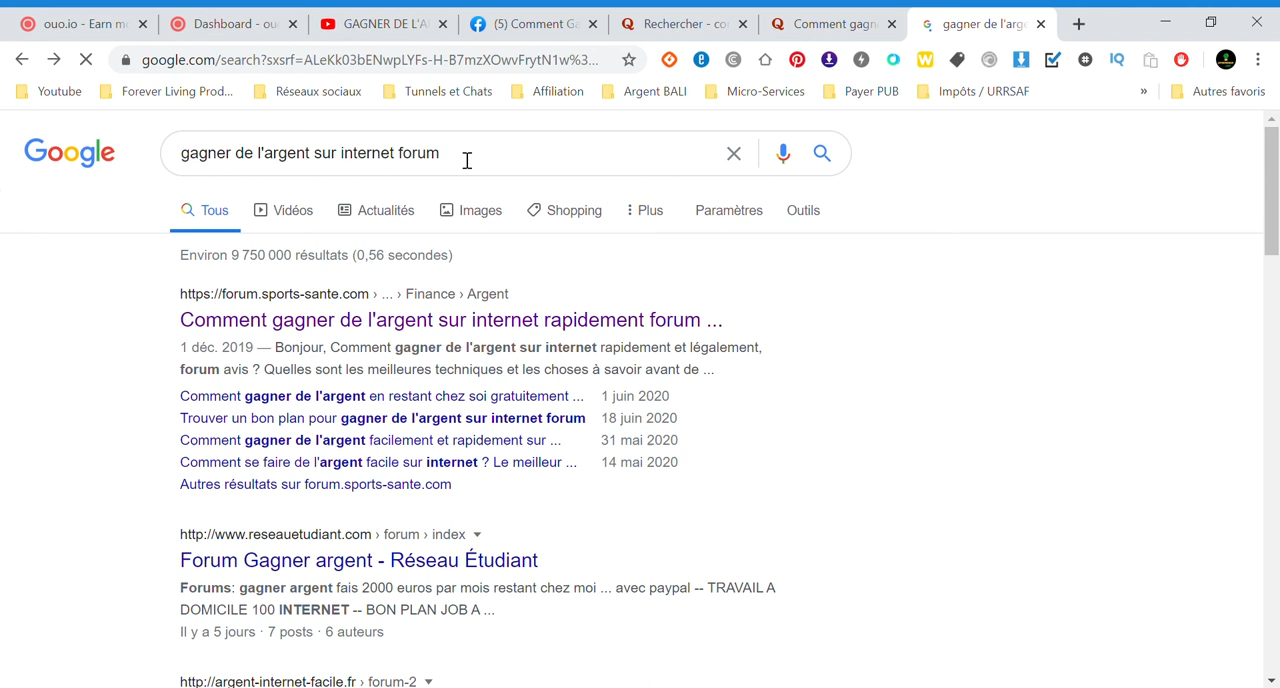 ouo.io - Earn m
Dashboard - ou
GAGNER DE L'A
(5) Comment Ga
Rechercher - co
Comment gagn
gagner de l'arge
google.com/search?sxsrf=ALeKk03bENwpLYFs-H-B7mzXOwvFrytN1w%3...
Youtube
Forever Living Prod...
Réseaux sociaux
Tunnels et Chats
Affiliation
Argent BALI
Micro-Services
Payer PUB
Impôts / URRSAF
»
Autres favoris
Google
gagner de l'argent sur internet forum
Tous
Vidéos
Actualités
Images
Shopping
Plus
Paramètres
Outils
Environ 9 750 000 résultats (0,56 secondes)
https://forum.sports-sante.com › ... › Finance › Argent
Comment gagner de l'argent sur internet rapidement forum ...
1 déc. 2019 — Bonjour, Comment gagner de l'argent sur internet rapidement et légalement,
forum avis ? Quelles sont les meilleures techniques et les choses à savoir avant de ...
Comment gagner de l'argent en restant chez soi gratuitement ... 1 juin 2020
Trouver un bon plan pour gagner de l'argent sur internet forum 18 juin 2020
Comment gagner de l'argent facilement et rapidement sur ... 31 mai 2020
Comment se faire de l'argent facile sur internet ? Le meilleur ... 14 mai 2020
Autres résultats sur forum.sports-sante.com
http://www.reseauetudiant.com › forum › index
Forum Gagner argent - Réseau Étudiant
Forums: gagner argent fais 2000 euros par mois restant chez moi ... avec paypal -- TRAVAIL A
DOMICILE 100 INTERNET -- BON PLAN JOB A ...
Il y a 5 jours · 7 posts · 6 auteurs
http://argent-internet-facile.fr › forum-2